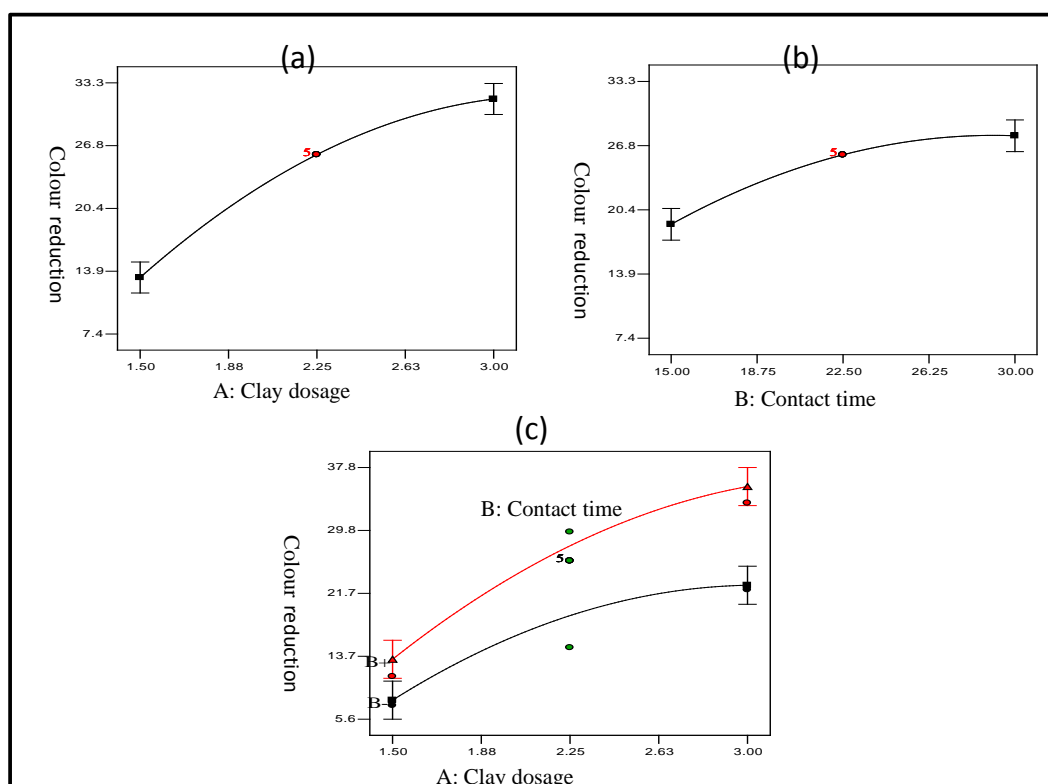 (a)
33.3
26.8
20.4
13.9
7.4
Colour reduction
5
1.50
1.88
2.25
2.63
3.00
A: Clay dosage
(b)
33.3
26.8
20.4
13.9
7.4
Colour reduction
5
15.00
18.75
22.50
26.25
30.00
B: Contact time
(c)
37.8
29.8
21.7
13.7
5.6
Colour reduction
B: Contact time
5
B+
B-
1.50
1.88
2.25
2.63
3.00
A: Clay dosage